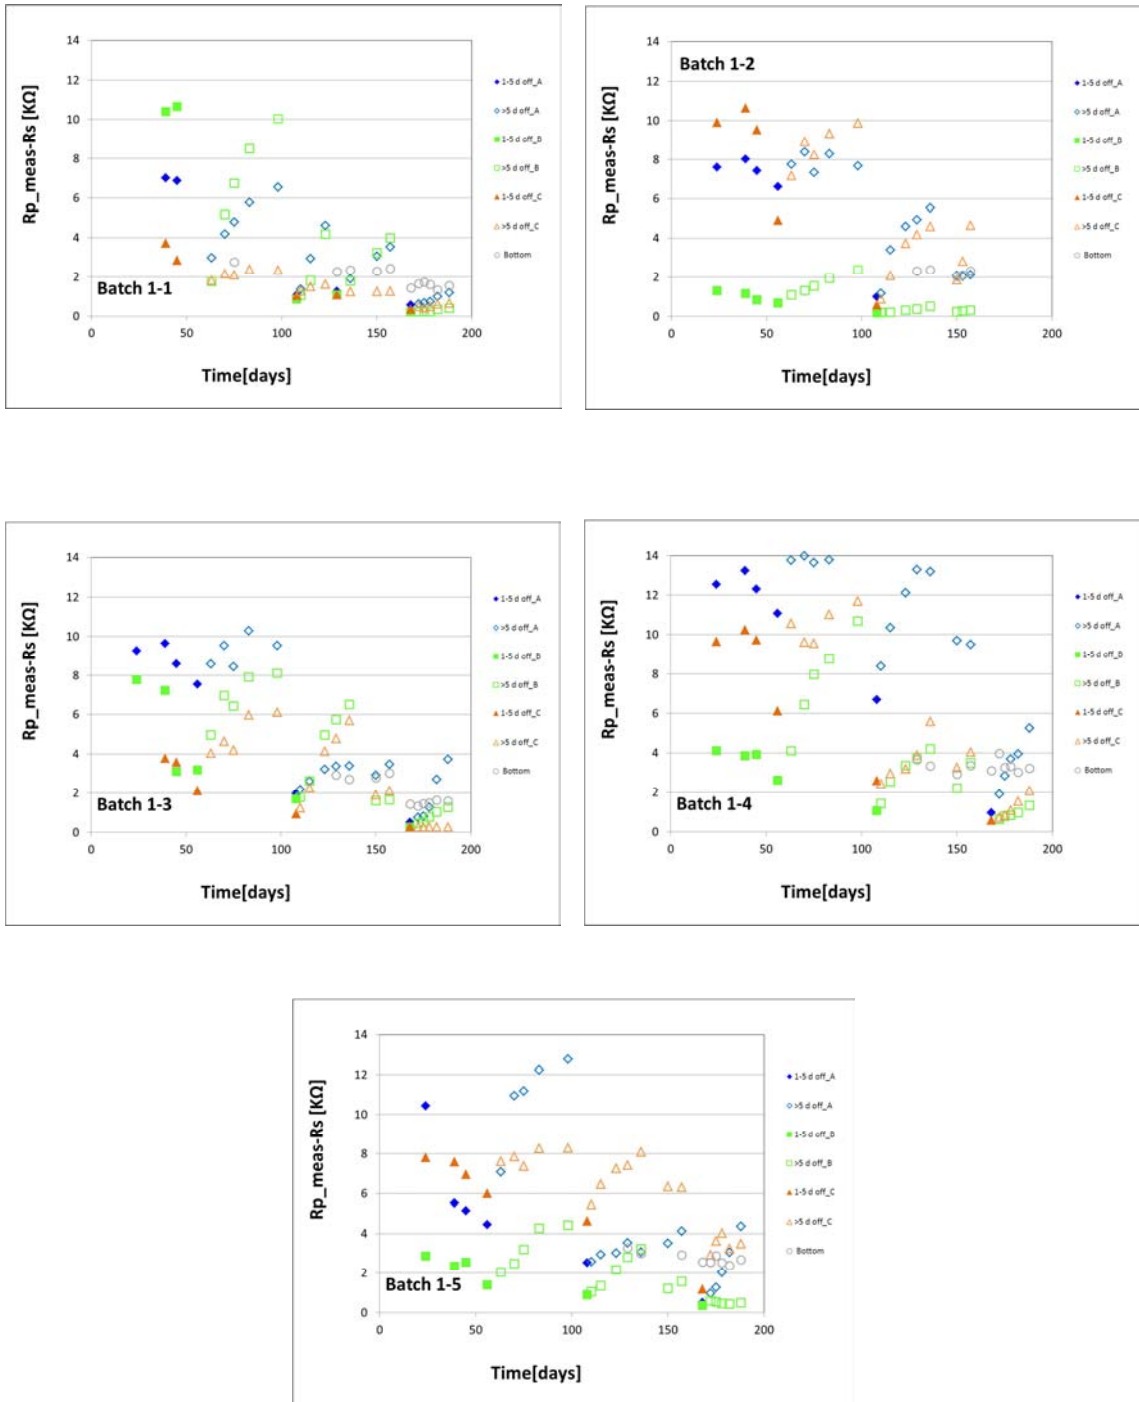 14
12
10
8
6
4
2
0
Rp_meas-Rs [KΩ]
Batch 1-1
0 50 100 150 200
Time[days]
1-5 d off_A
>5 d off_A
1-5 d off_B
>5 d off_B
1-5 d off_C
>5 d off_C
Bottom
14
12
10
8
6
4
2
0
Rp_meas-Rs [KΩ]
Batch 1-2
0 50 100 150 200
Time[days]
1-5 d off_A
>5 d off_A
1-5 d off_B
>5 d off_B
1-5 d off_C
>5 d off_C
Bottom
14
12
10
8
6
4
2
0
Rp_meas-Rs [KΩ]
Batch 1-3
0 50 100 150 200
Time[days]
1-5 d off_A
>5 d off_A
1-5 d off_B
>5 d off_B
1-5 d off_C
>5 d off_C
Bottom
14
12
10
8
6
4
2
0
Rp_meas-Rs [KΩ]
Batch 1-4
0 50 100 150 200
Time[days]
1-5 d off_A
>5 d off_A
1-5 d off_B
>5 d off_B
1-5 d off_C
>5 d off_C
Bottom
14
12
10
8
6
4
2
0
Rp_meas-Rs [KΩ]
Batch 1-5
0 50 100 150 200
Time[days]
1-5 d off_A
>5 d off_A
1-5 d off_B
>5 d off_B
1-5 d off_C
>5 d off_C
Bottom